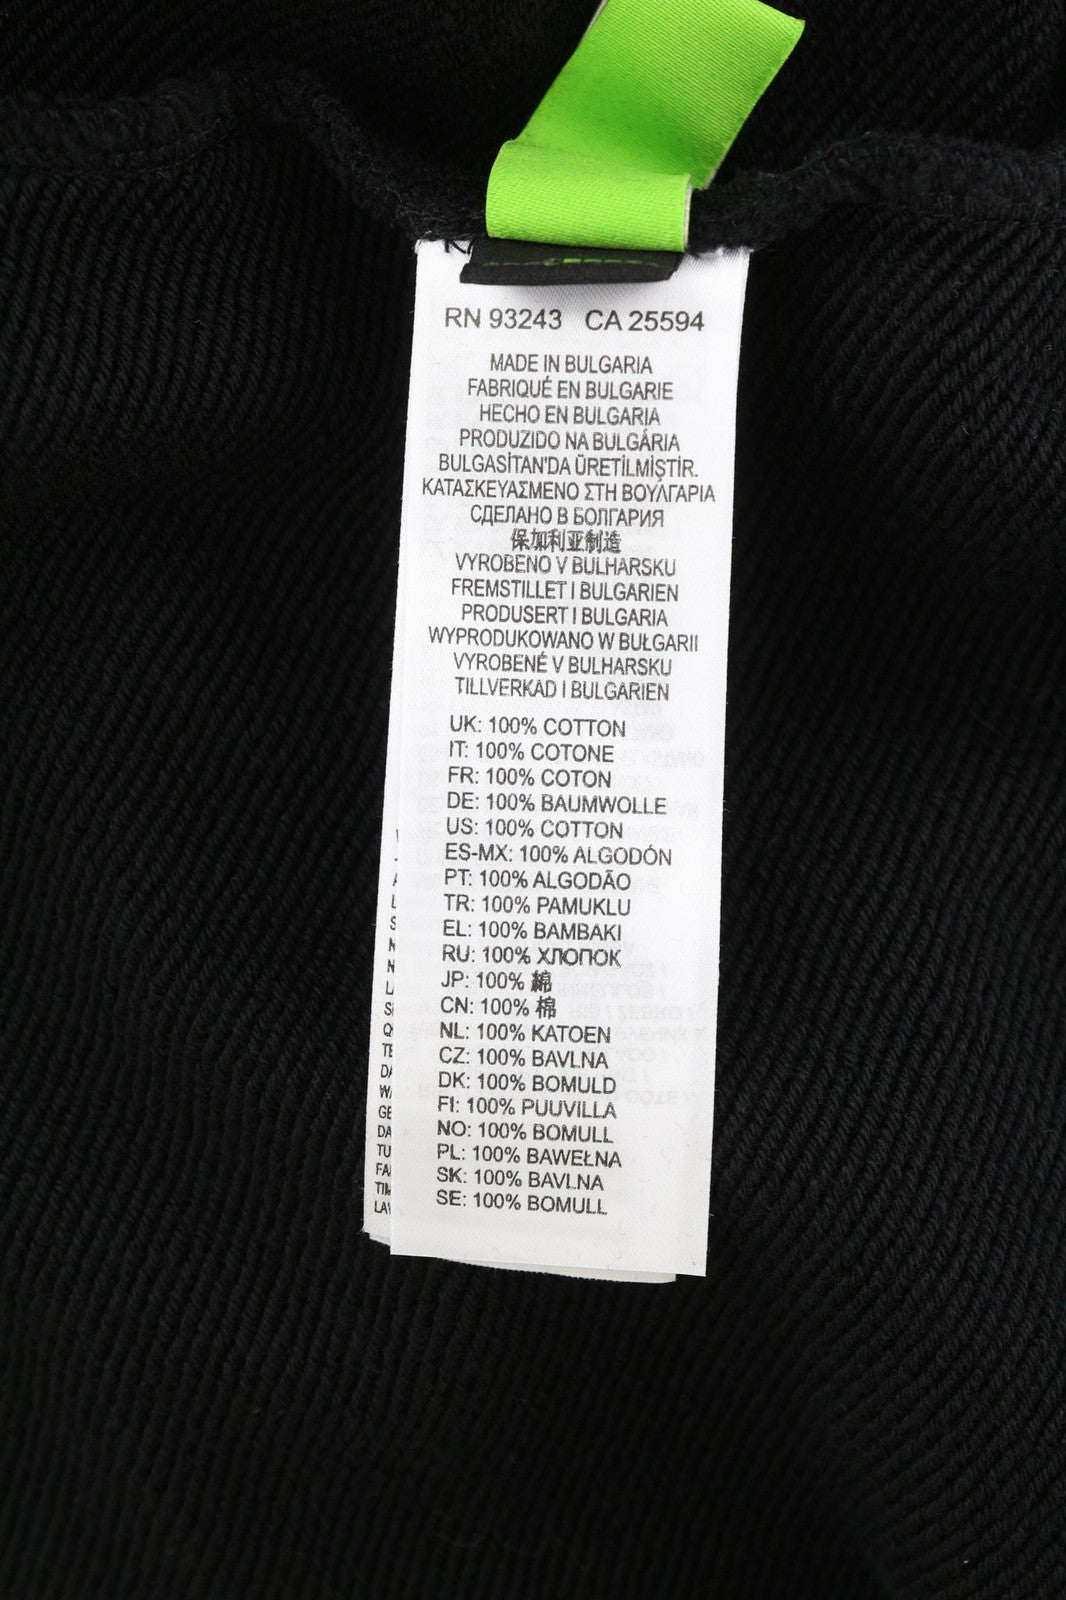 RN 93243 CA 25594
MADE IN BULGARIA
FABRIQUÉ EN BULGARIE
HECHO EN BULGARIA
PRODUZIDO NA BULGÁRIA
BULGASİTAN'DA ÜRETİLMİŞTİR.
ΚΑΤΑΣΚΕΥΑΣΜΕΝΟ ΣΤΗ ΒΟΥΛΓΑΡΙΑ
СДЕЛАНО В БОЛГАРИЯ
保加利亚制造
VYROBENO V BULHARSKU
FREMSTILLET I BULGARIEN
PRODUSERT I BULGARIA
WYPRODUKOWANO W BUŁGARII
VYROBENÉ V BULHARSKU
TILLVERKAD I BULGARIEN
UK: 100% COTTON
IT: 100% COTONE
FR: 100% COTON
DE: 100% BAUMWOLLE
US: 100% COTTON
ES-MX: 100% ALGODÓN
PT: 100% ALGODÃO
TR: 100% PAMUKLU
EL: 100% ΒΑΜΒΑΚΙ
RU: 100% ХЛОПОК
JP: 100% 綿
CN: 100% 棉
NL: 100% KATOEN
CZ: 100% BAVLNA
DK: 100% BOMULD
FI: 100% PUUVILLA
NO: 100% BOMULL
PL: 100% BAWEŁNA
SK: 100% BAVLNA
SE: 100% BOMULL